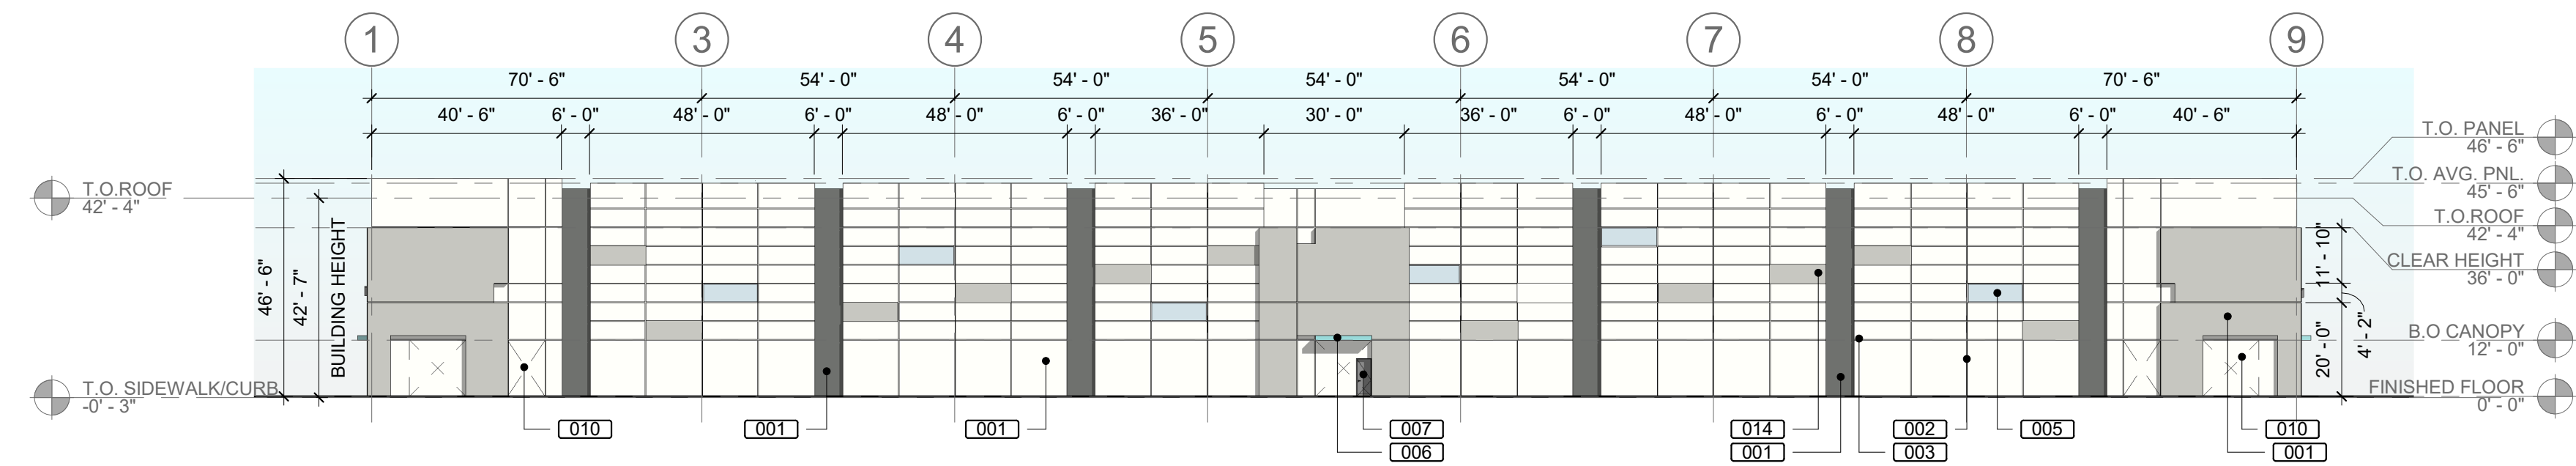 1 3 4 5 6 7 8 9
70' - 6" 54' - 0" 54' - 0" 54' - 0" 54' - 0" 54' - 0" 70' - 6"
40' - 6" 6' - 0" 48' - 0" 6' - 0" 48' - 0" 6' - 0" 36' - 0" 30' - 0" 36' - 0" 6' - 0" 48' - 0" 6' - 0" 48' - 0" 6' - 0" 40' - 6"
T.O.ROOF
42' - 4"
T.O. SIDEWALK/CURB
-0' - 3"
46' - 6"
42' - 7"
BUILDING HEIGHT
T.O. PANEL
46' - 6"
T.O. AVG. PNL.
45' - 6"
T.O.ROOF
42' - 4"
CLEAR HEIGHT
36' - 0"
B.O CANOPY
12' - 0"
FINISHED FLOOR
0' - 0"
11' - 10"
20' - 0"
4' - 2"
010 001 001 007 014 002 005 010
006 001 003 001